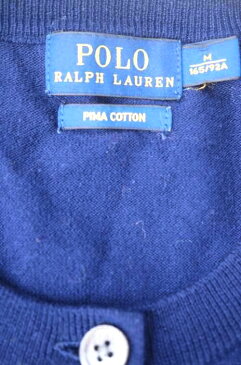 POLO
RALPH LAUREN
M
165/92A
PIMA COTTON